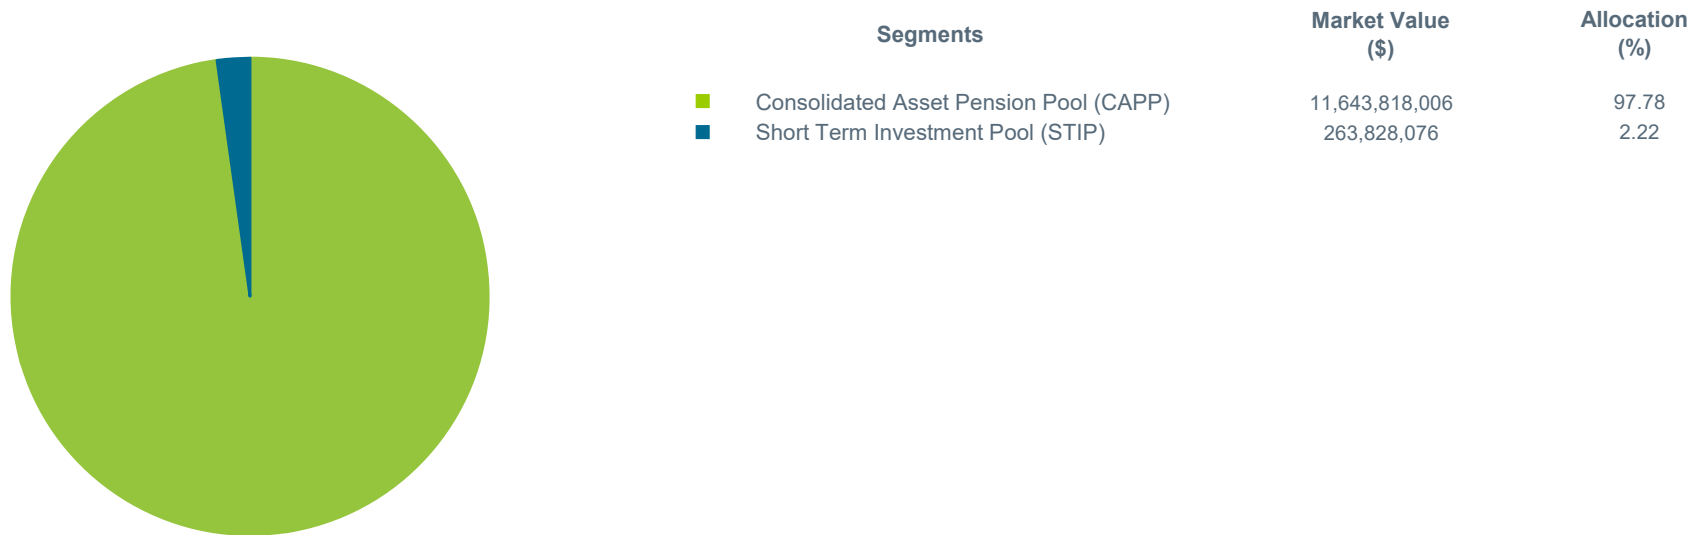 Segments Market Value ($) Allocation (%)
Consolidated Asset Pension Pool (CAPP) 11,643,818,006 97.78
Short Term Investment Pool (STIP) 263,828,076 2.22